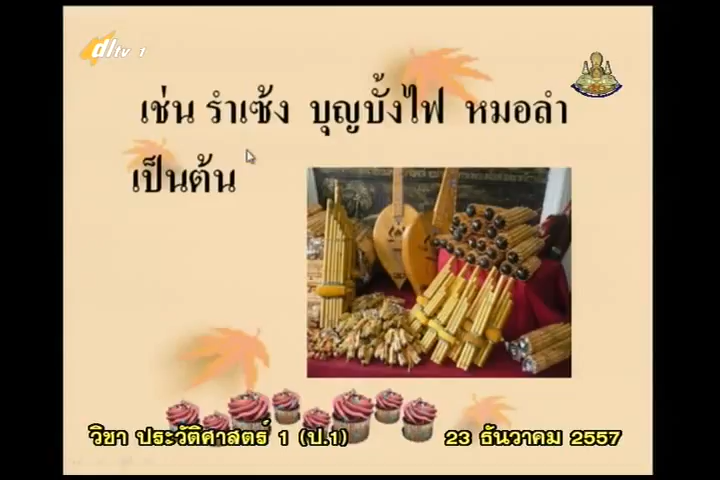 dltv 1
เช่น รำเซ้ง บุญบั้งไฟ หมอลำ
เป็นต้น
วิชา ประวัติศาสตร์ 1 (ป.1)
23 ธันวาคม 2557